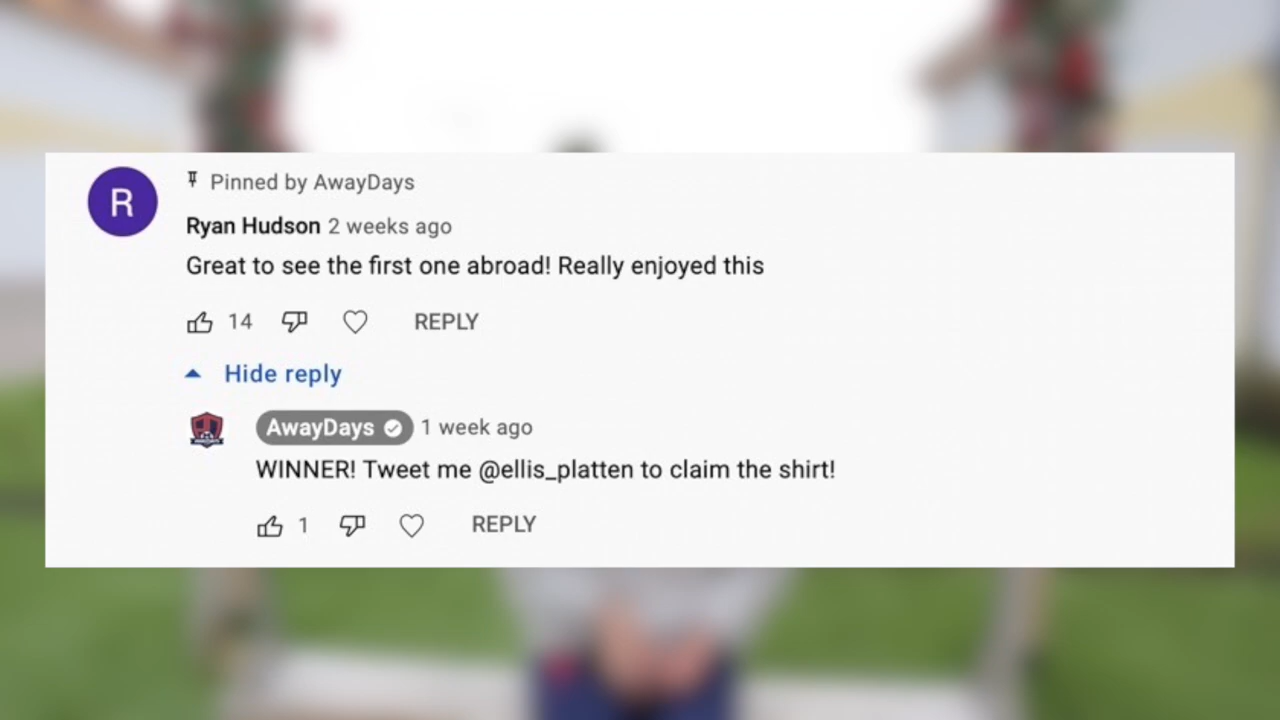 R
Pinned by AwayDays
Ryan Hudson 2 weeks ago
Great to see the first one abroad! Really enjoyed this
14 REPLY
Hide reply
AwayDays 1 week ago
WINNER! Tweet me @ellis_platten to claim the shirt!
1 REPLY